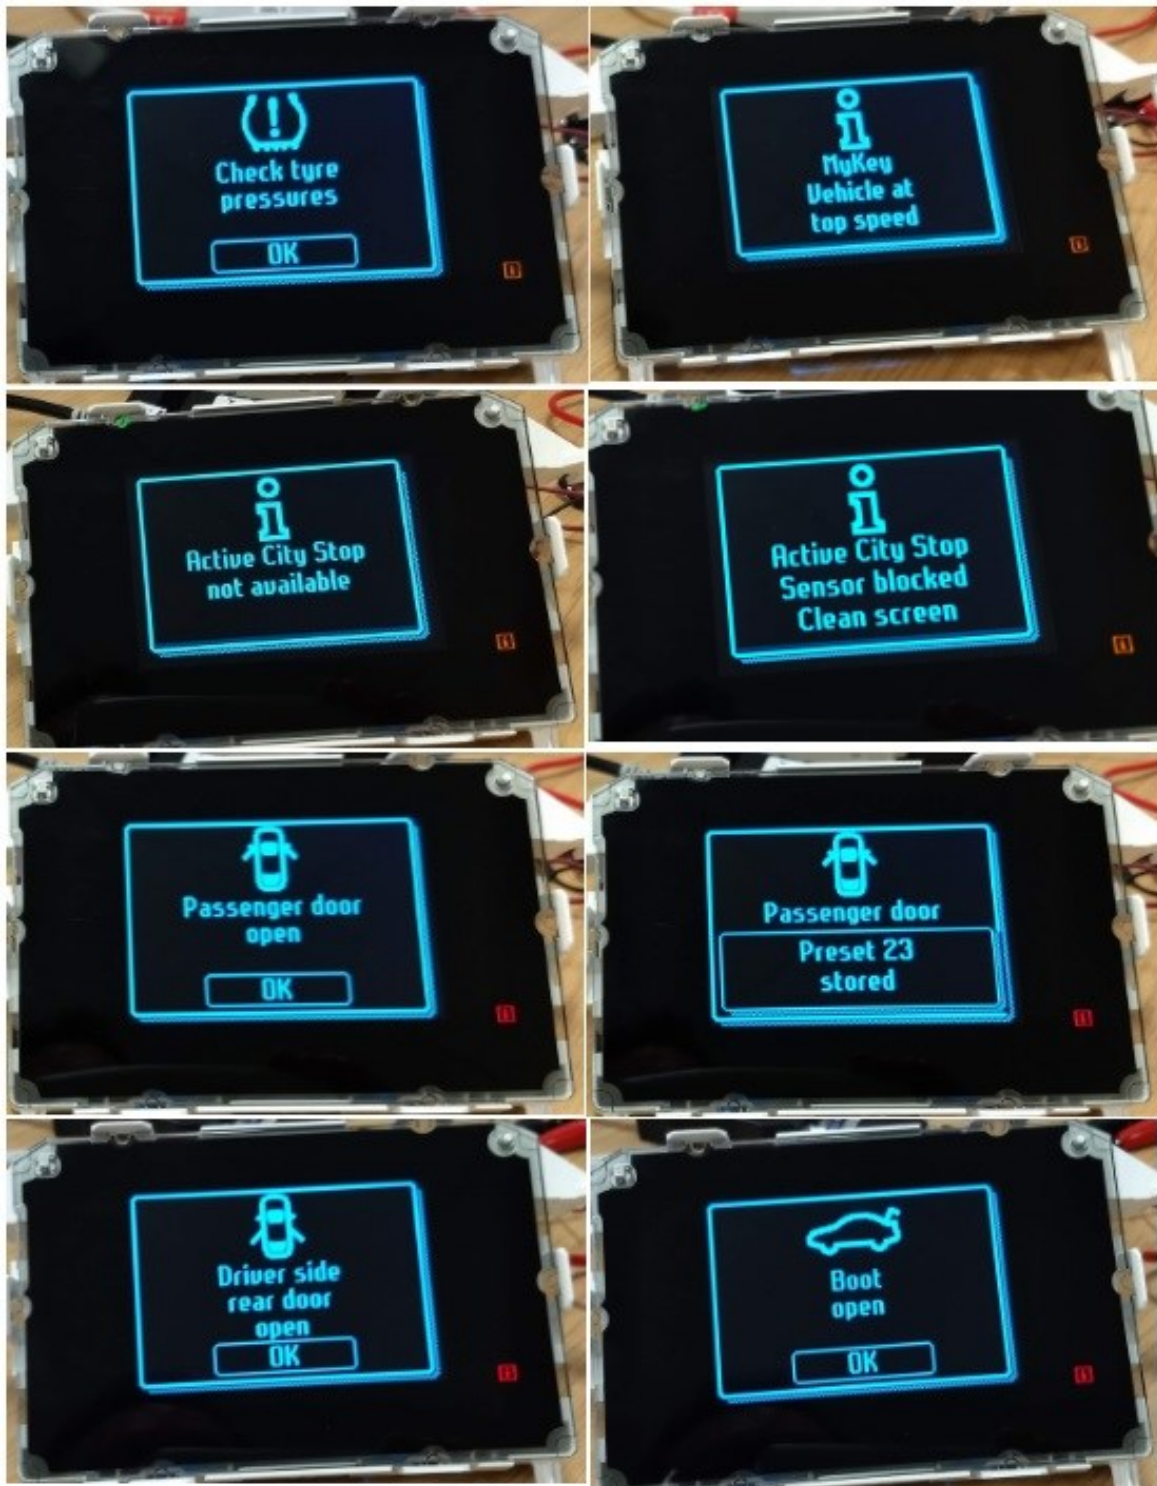 Check tyre
pressures
OK
MyKey
Vehicle at
top speed
Active City Stop
not available
Active City Stop
Sensor blocked
Clean screen
Passenger door
open
OK
Passenger door
Preset 23
stored
Driver side
rear door
open
OK
Boot
open
OK